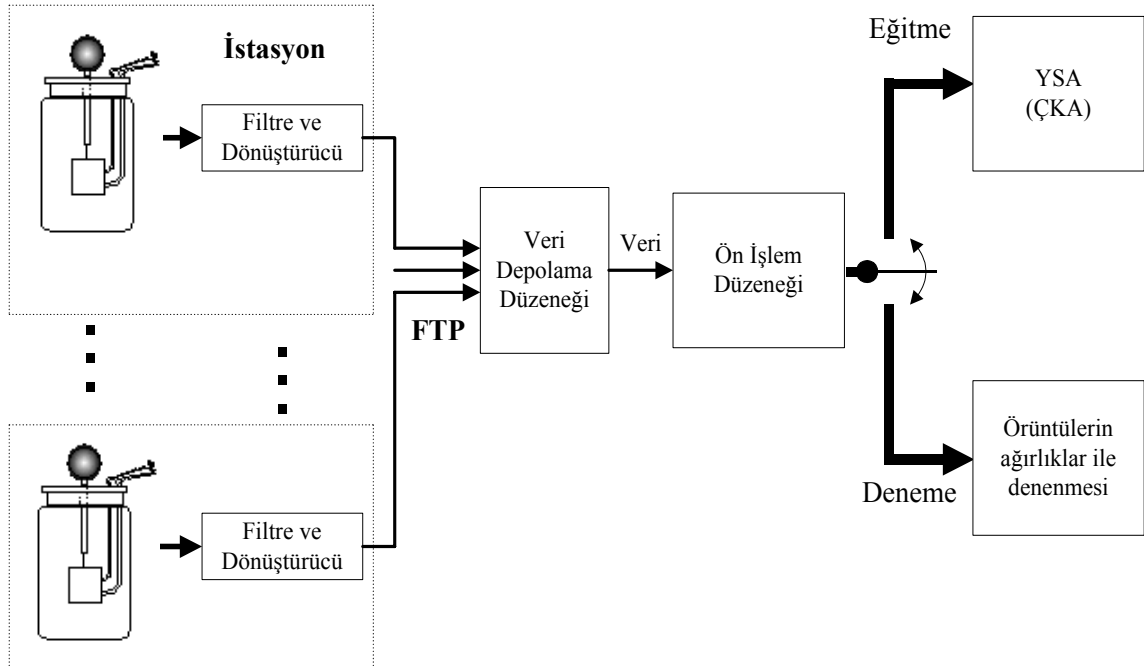 İstasyon
Filtre ve
Dönüştürücü
FTP
Filtre ve
Dönüştürücü
Veri
Depolama
Düzeneği
Veri
Ön İşlem
Düzeneği
Eğitme
YSA
(ÇKA)
Deneme
Örüntülerin
ağırlıklar ile
denenmesi